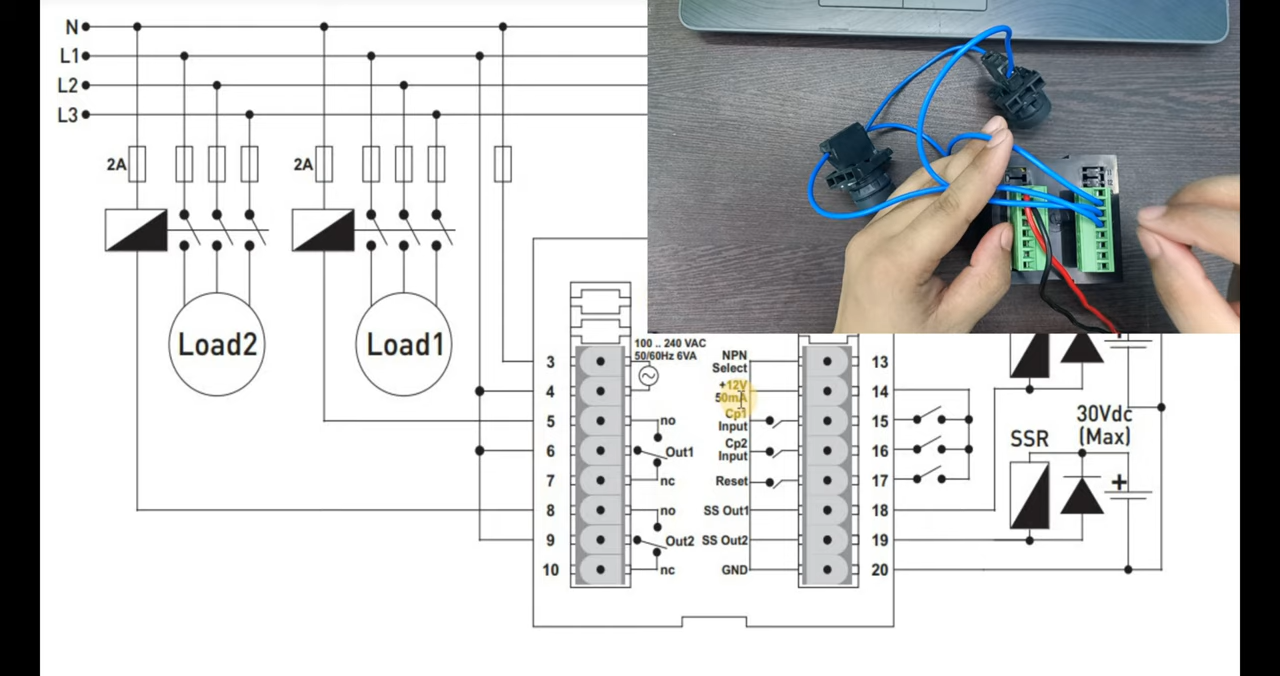 N
L1
L2
L3
2A
2A
Load2
Load1
100 .. 240 VAC
50/60Hz 6VA
3
4
5
6
7
8
9
10
no
Out1
nc
no
Out2
nc
NPN
Select
+12V
50mA
Cp1
Input
Cp2
Input
Reset
SS Out1
SS Out2
GND
13
14
15
16
17
18
19
20
SSR
30Vdc
(Max)
+
+